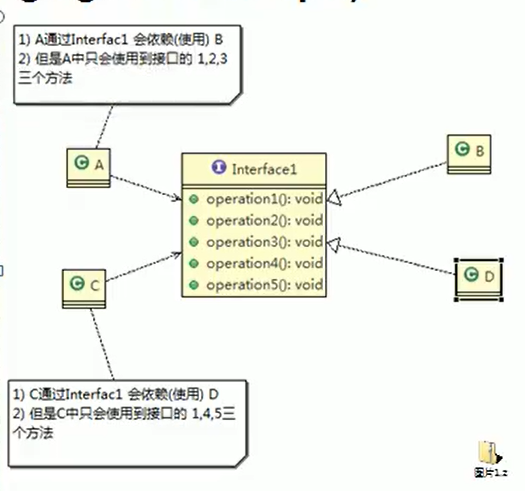 1) A通过Interfac1 会依赖(使用) B
2) 但是A中只会使用到接口的 1,2,3
三个方法
A
Interface1
B
operation1(): void
operation2(): void
operation3(): void
operation4(): void
operation5(): void
C
D
1) C通过Interfac1 会依赖(使用) D
2) 但是C中只会使用到接口的 1,4,5三
个方法
图片1.z